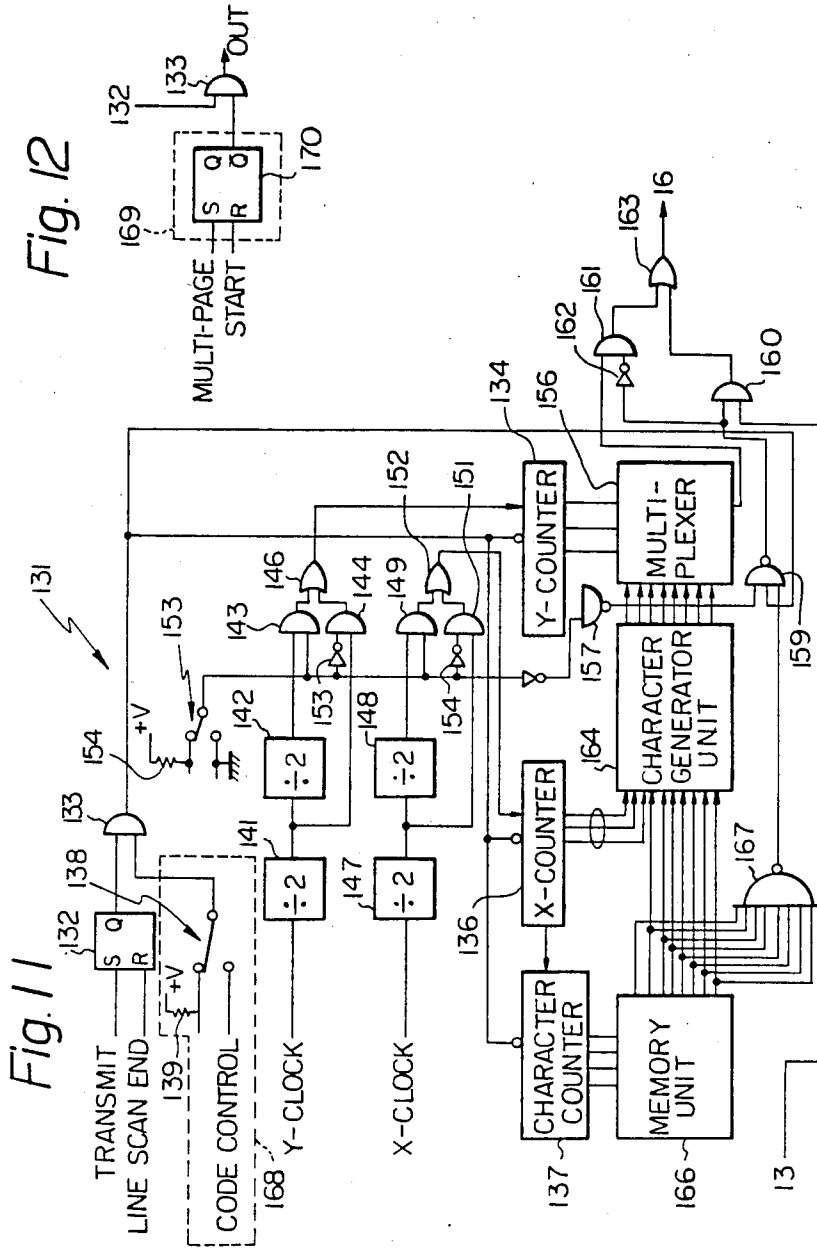 Fig. 11
131
TRANSMIT
LINE SCAN END
S
R
Q
132
133
138
139
+V
CODE CONTROL
168
154
+V
153
Y-CLOCK
141
÷2
142
÷2
143
153
144
146
X-CLOCK
147
÷2
148
÷2
149
154
151
152
137
CHARACTER
COUNTER
136
X-COUNTER
134
Y-COUNTER
166
MEMORY
UNIT
164
CHARACTER
GENERATOR
UNIT
156
MULTI-
PLEXER
157
167
159
162
161
160
163
16
13
Fig. 12
169
MULTI-PAGE
START
S
R
Q
Q̅
170
132
133
OUT